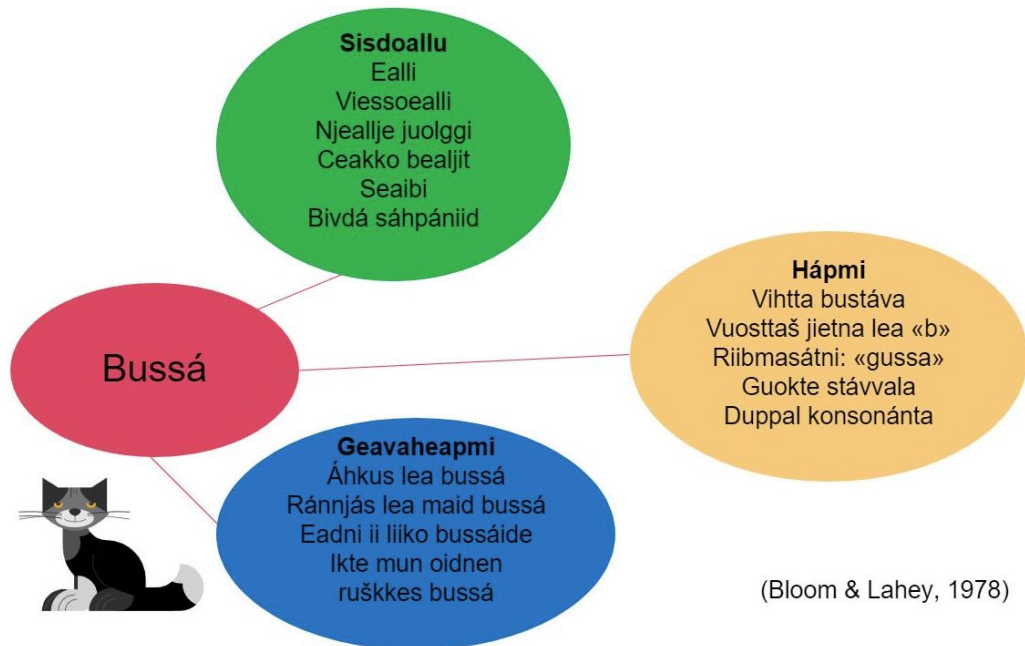 Sisdoallu
Ealli
Viessoealli
Njeallje juolggi
Ceakko bealjit
Seaibi
Bivdá sáhpániid
Bussá
Hápmi
Vihtta bustáva
Vuosttaš jietna lea «b»
Riibmasátni: «gussa»
Guokte stávvala
Duppal konsonánta
Geavaheapmi
Áhkus lea bussá
Ránnjás lea maid bussá
Eadni ii liiko bussáide
Ikte mun oidnen
ruškkes bussá
(Bloom & Lahey, 1978)